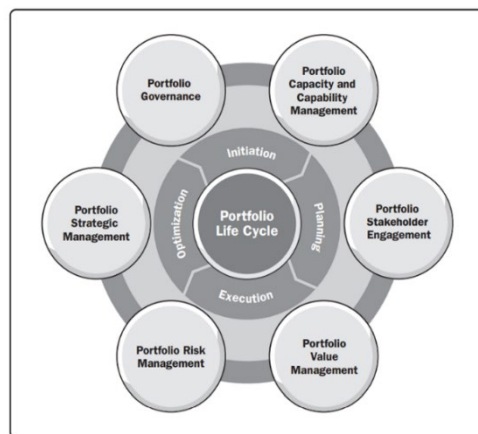 Portfolio
Governance
Portfolio
Capacity and
Capability
Management
Portfolio
Strategic
Management
Portfolio
Stakeholder
Engagement
Portfolio Risk
Management
Portfolio
Value
Management
Initiation
Planning
Execution
Optimization
Portfolio
Life Cycle